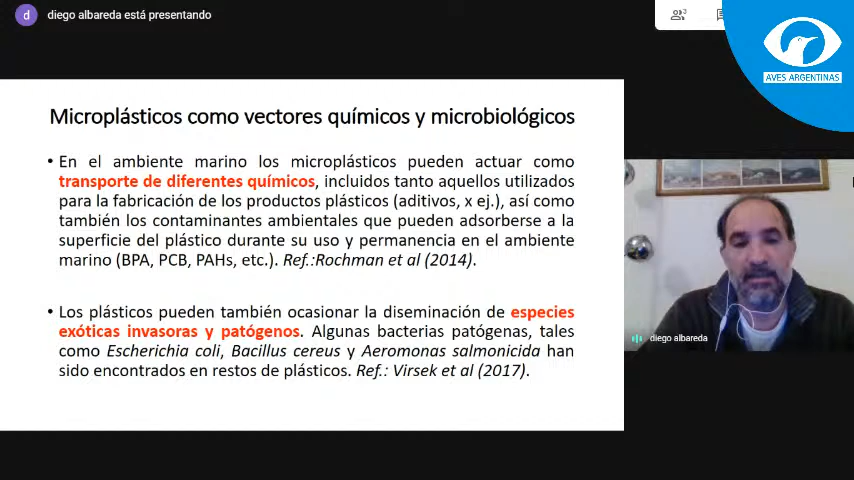 d diego albareda está presentando
3
AVES ARGENTINAS
Microplásticos como vectores químicos y microbiológicos
• En el ambiente marino los microplásticos pueden actuar como
transporte de diferentes químicos, incluidos tanto aquellos utilizados
para la fabricación de los productos plásticos (aditivos, x ej.), así como
también los contaminantes ambientales que pueden adsorberse a la
superficie del plástico durante su uso y permanencia en el ambiente
marino (BPA, PCB, PAHs, etc.). Ref.:Rochman et al (2014).
• Los plásticos pueden también ocasionar la diseminación de especies
exóticas invasoras y patógenos. Algunas bacterias patógenas, tales
como Escherichia coli, Bacillus cereus y Aeromonas salmonicida han
sido encontrados en restos de plásticos. Ref.: Virsek et al (2017).
diego albareda